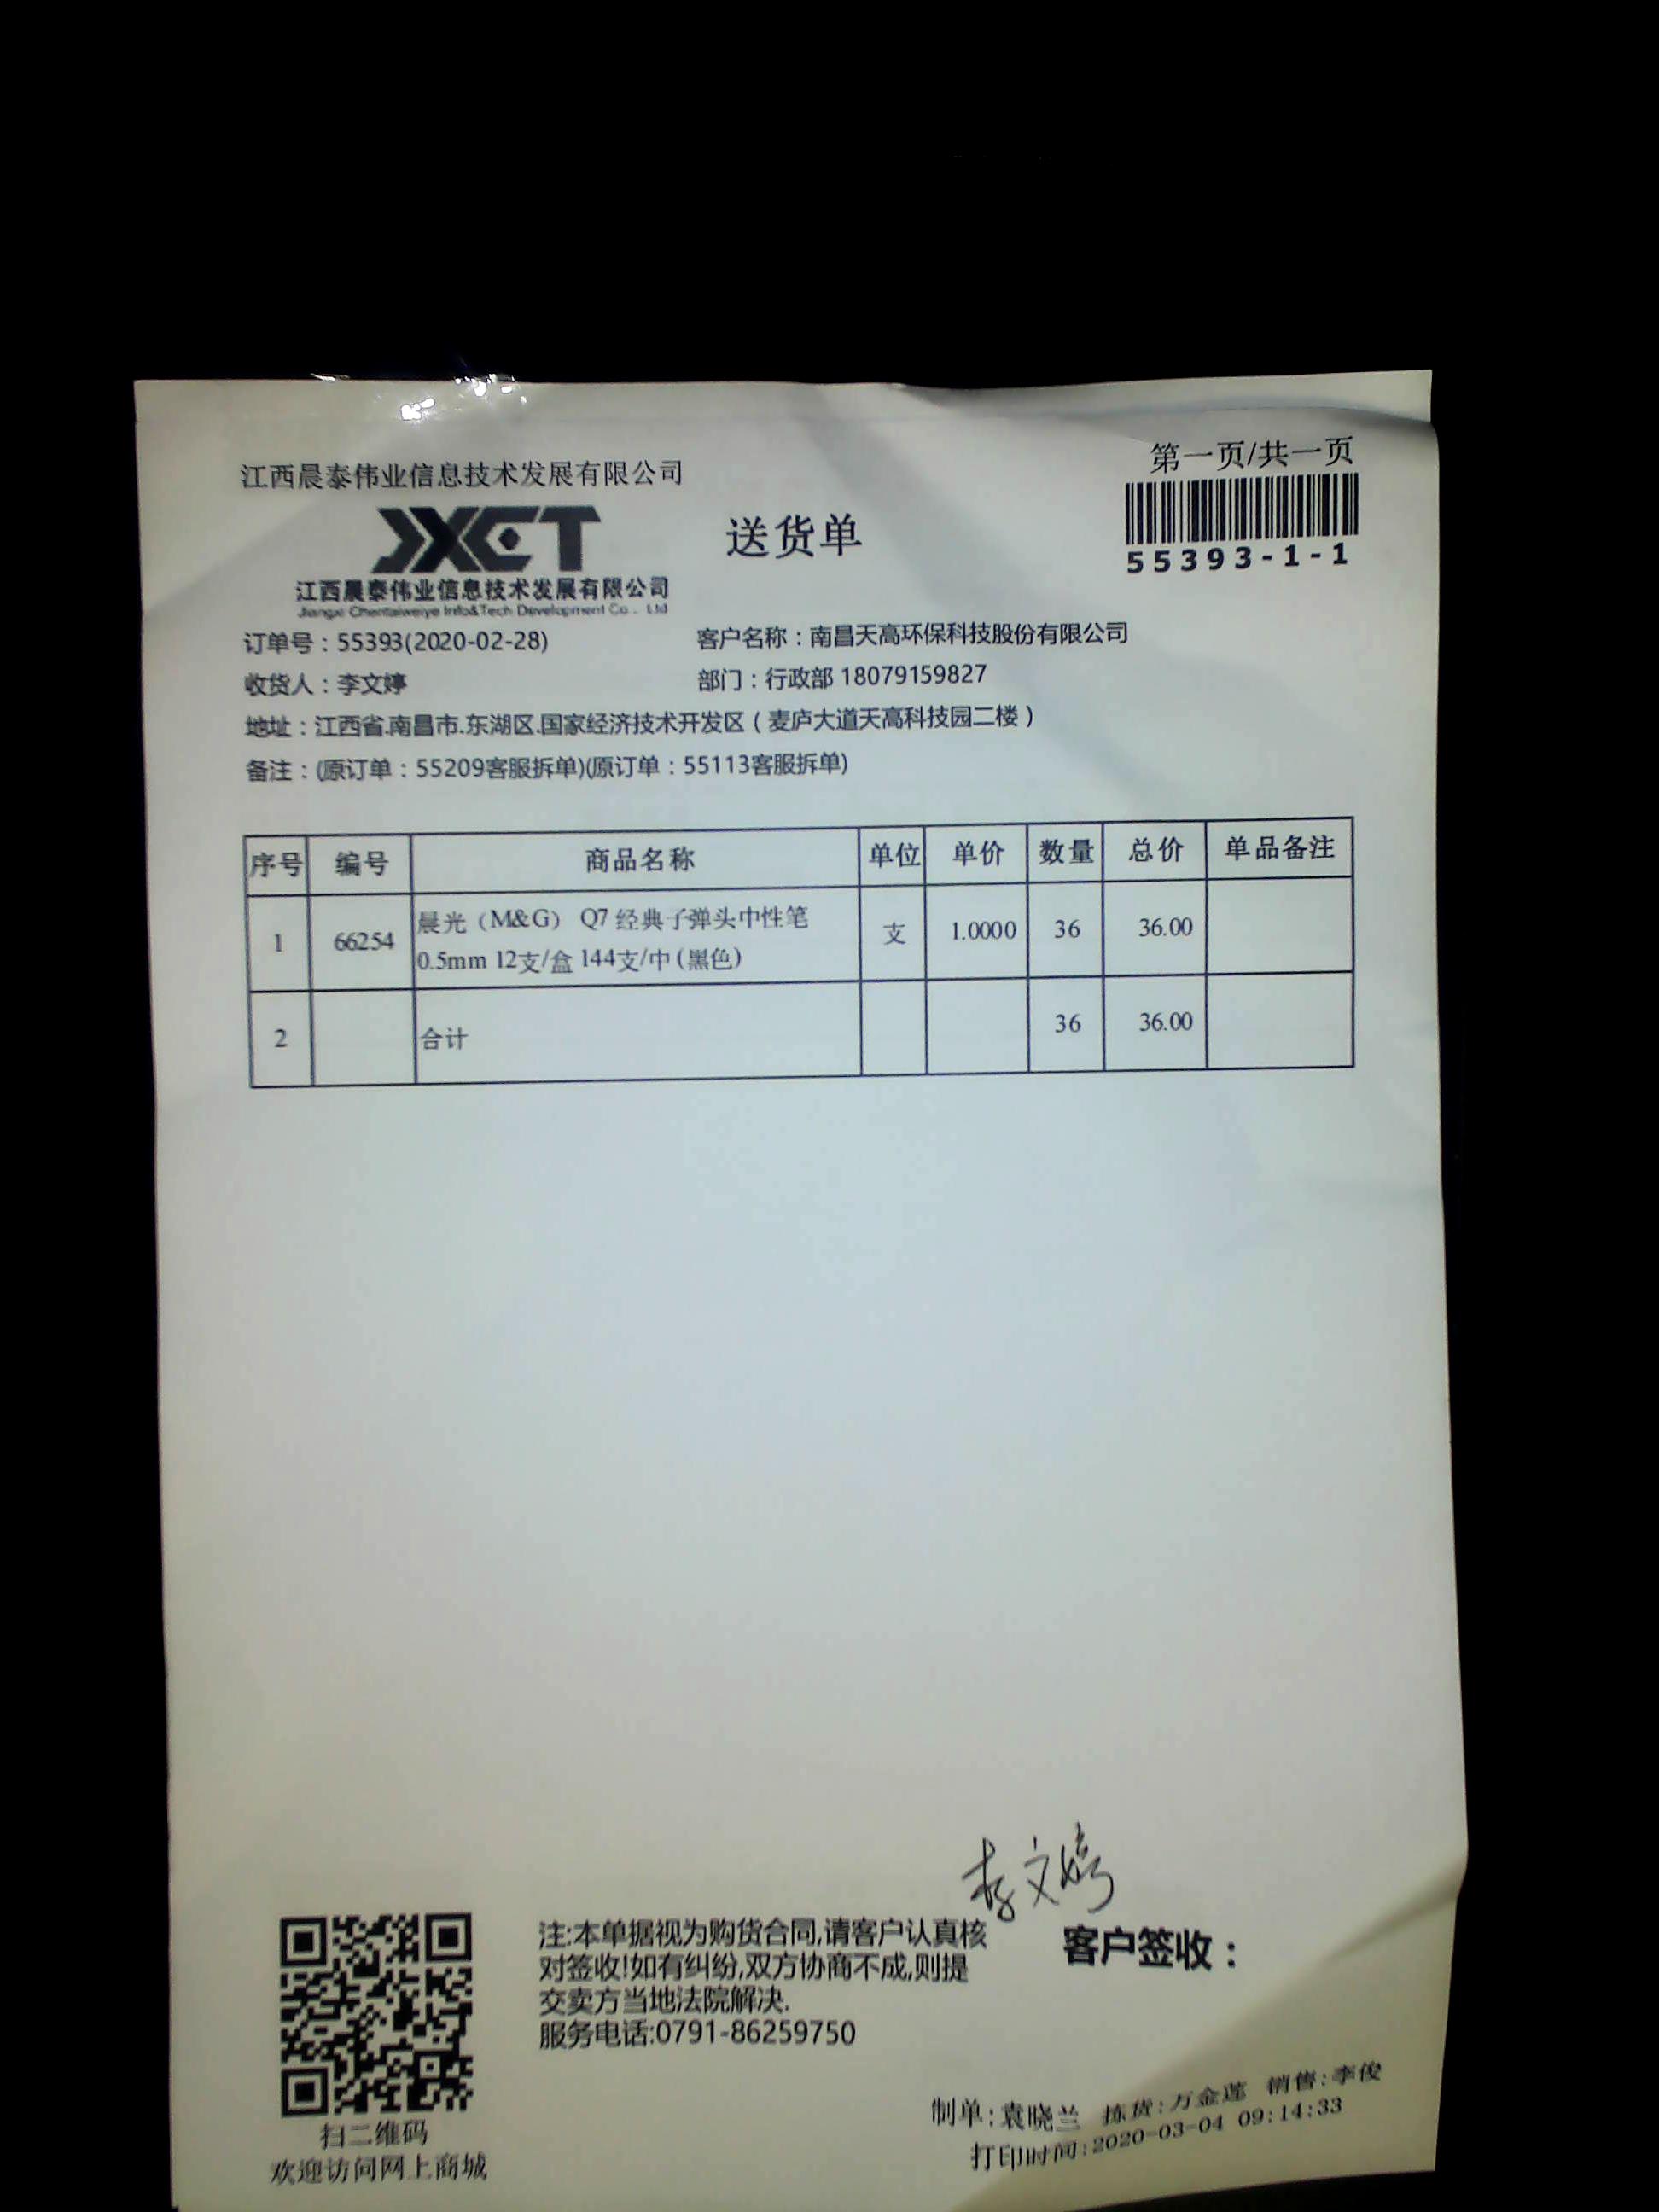 第一页/共一页
江西晨泰伟业信息技术发展有限公司
JXCT
送货单
55393-1-1
江西晨泰伟业信息技术发展有限公司
Jiangxi Chentaiweiye Info&Tech Development Co., Ltd
订单号：55393(2020-02-28) 客户名称：南昌天高环保科技股份有限公司
收货人：李文婷 部门：行政部 18079159827
地址：江西省.南昌市.东湖区.国家经济技术开发区（麦庐大道天高科技园二楼）
备注：(原订单：55209客服拆单)(原订单：55113客服拆单)
序号 编号 商品名称 单位 单价 数量 总价 单品备注
1 66254 晨光（M&G） Q7 经典子弹头中性笔 支 1.0000 36 36.00
0.5mm 12支/盒 144支/中 (黑色)
2 合计 36 36.00
李文婷
注:本单据视为购货合同,请客户认真核
对签收!如有纠纷,双方协商不成,则提
交卖方当地法院解决.
服务电话:0791-86259750
客户签收：
扫二维码
欢迎访问网上商城
制单:袁晓兰 拣货:万金莲 销售:李俊
打印时间:2020-03-04 09:14:33